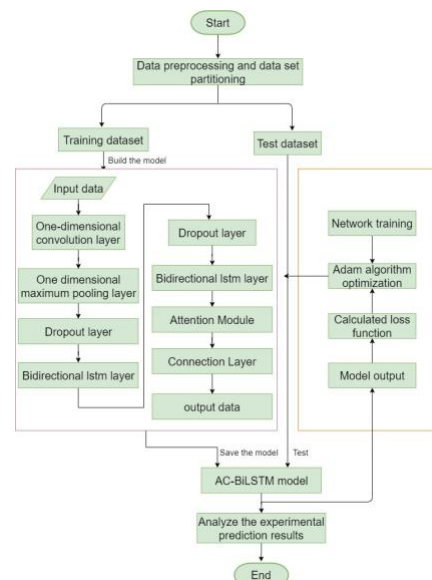 Start
Data preprocessing and data set
partitioning
Training dataset
Test dataset
Build the model
Input data
One-dimensional
convolution layer
One dimensional
maximum pooling layer
Dropout layer
Bidirectional lstm layer
Dropout layer
Bidirectional lstm layer
Attention Module
Connection Layer
output data
Network training
Adam algorithm
optimization
Calculated loss
function
Model output
Save the model
Test
AC-BiLSTM model
Analyze the experimental
prediction results
End